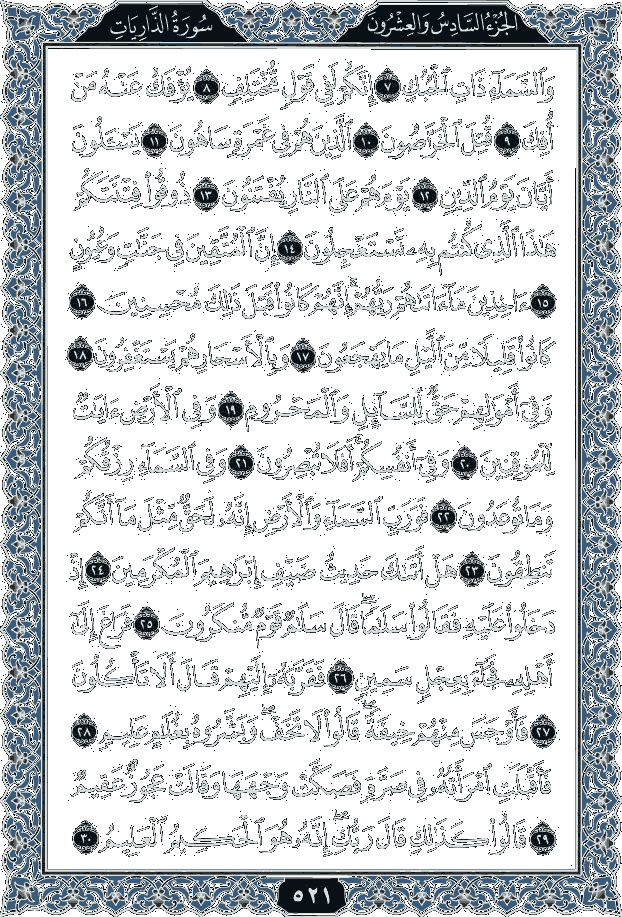 سُورَةُ الذَّارِيَاتِ الجُزْءُ السَّادِسُ وَالعِشْرُونَ
وَٱلسَّمَآءِ ذَاتِ ٱلْحُبُكِ ٧ إِنَّكُمْ لَفِى قَوْلٍ مُّخْتَلِفٍ ٨ يُؤْفَكُ عَنْهُ مَنْ
أُفِكَ ٩ قُتِلَ ٱلْخَرَّٰصُونَ ١٠ ٱلَّذِينَ هُمْ فِى غَمْرَةٍ سَاهُونَ ١١ يَسْـَٔلُونَ
أَيَّانَ يَوْمُ ٱلدِّينِ ١٢ يَوْمَ هُمْ عَلَى ٱلنَّارِ يُفْتَنُونَ ١٣ ذُوقُوا۟ فِتْنَتَكُمْ
هَٰذَا ٱلَّذِى كُنتُم بِهِۦ تَسْتَعْجِلُونَ ١٤ إِنَّ ٱلْمُتَّقِينَ فِى جَنَّٰتٍ وَعُيُونٍ
١٥ ءَاخِذِينَ مَآ ءَاتَىٰهُمْ رَبُّهُمْ ۚ إِنَّهُمْ كَانُوا۟ قَبْلَ ذَٰلِكَ مُحْسِنِينَ ١٦
كَانُوا۟ قَلِيلًا مِّنَ ٱلَّيْلِ مَا يَهْجَعُونَ ١٧ وَبِٱلْأَسْحَارِ هُمْ يَسْتَغْفِرُونَ ١٨
وَفِىٓ أَمْوَٰلِهِمْ حَقٌّ لِّلسَّآئِلِ وَٱلْمَحْرُومِ ١٩ وَفِى ٱلْأَرْضِ ءَايَٰتٌ
لِّلْمُوقِنِينَ ٢٠ وَفِىٓ أَنفُسِكُمْ ۚ أَفَلَا تُبْصِرُونَ ٢١ وَفِى ٱلسَّمَآءِ رِزْقُكُمْ
وَمَا تُوعَدُونَ ٢٢ فَوَرَبِّ ٱلسَّمَآءِ وَٱلْأَرْضِ إِنَّهُۥ لَحَقٌّ مِّثْلَ مَآ أَنَّكُمْ
تَنطِقُونَ ٢٣ هَلْ أَتَىٰكَ حَدِيثُ ضَيْفِ إِبْرَٰهِيمَ ٱلْمُكْرَمِينَ ٢٤ إِذْ
دَخَلُوا۟ عَلَيْهِ فَقَالُوا۟ سَلَٰمًا ۖ قَالَ سَلَٰمٌ قَوْمٌ مُّنكَرُونَ ٢٥ فَرَاغَ إِلَىٰٓ
أَهْلِهِۦ فَجَآءَ بِعِجْلٍ سَمِينٍ ٢٦ فَقَرَّبَهُۥٓ إِلَيْهِمْ قَالَ أَلَا تَأْكُلُونَ
٢٧ فَأَوْجَسَ مِنْهُمْ خِيفَةً ۖ قَالُوا۟ لَا تَخَفْ ۖ وَبَشَّرُوهُ بِغُلَٰمٍ عَلِيمٍ ٢٨
فَأَقْبَلَتِ ٱمْرَأَتُهُۥ فِى صَرَّةٍ فَصَكَّتْ وَجْهَهَا وَقَالَتْ عَجُوزٌ عَقِيمٌ
٢٩ قَالُوا۟ كَذَٰلِكِ قَالَ رَبُّكِ ۖ إِنَّهُۥ هُوَ ٱلْحَكِيمُ ٱلْعَلِيمُ ٣٠
٥٢١